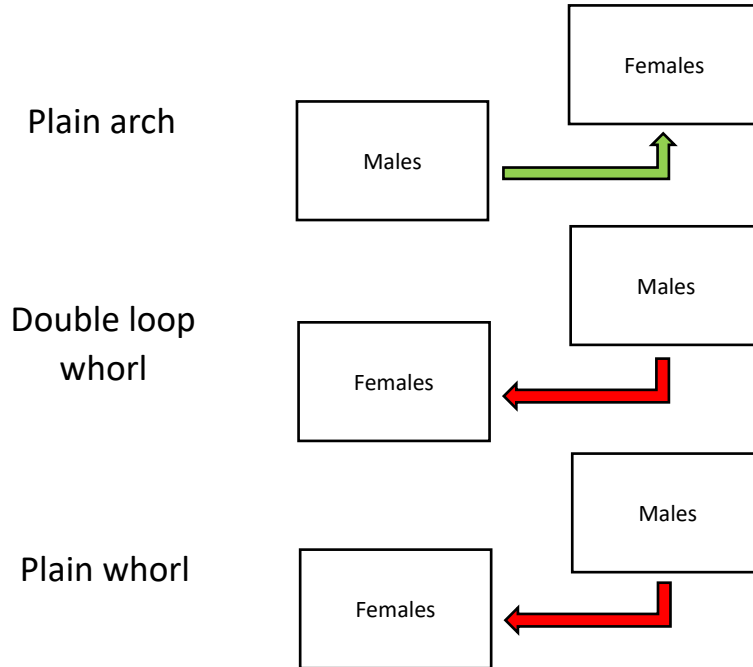 Females
Plain arch
Males
Males
Double loop
whorl
Females
Males
Plain whorl
Females